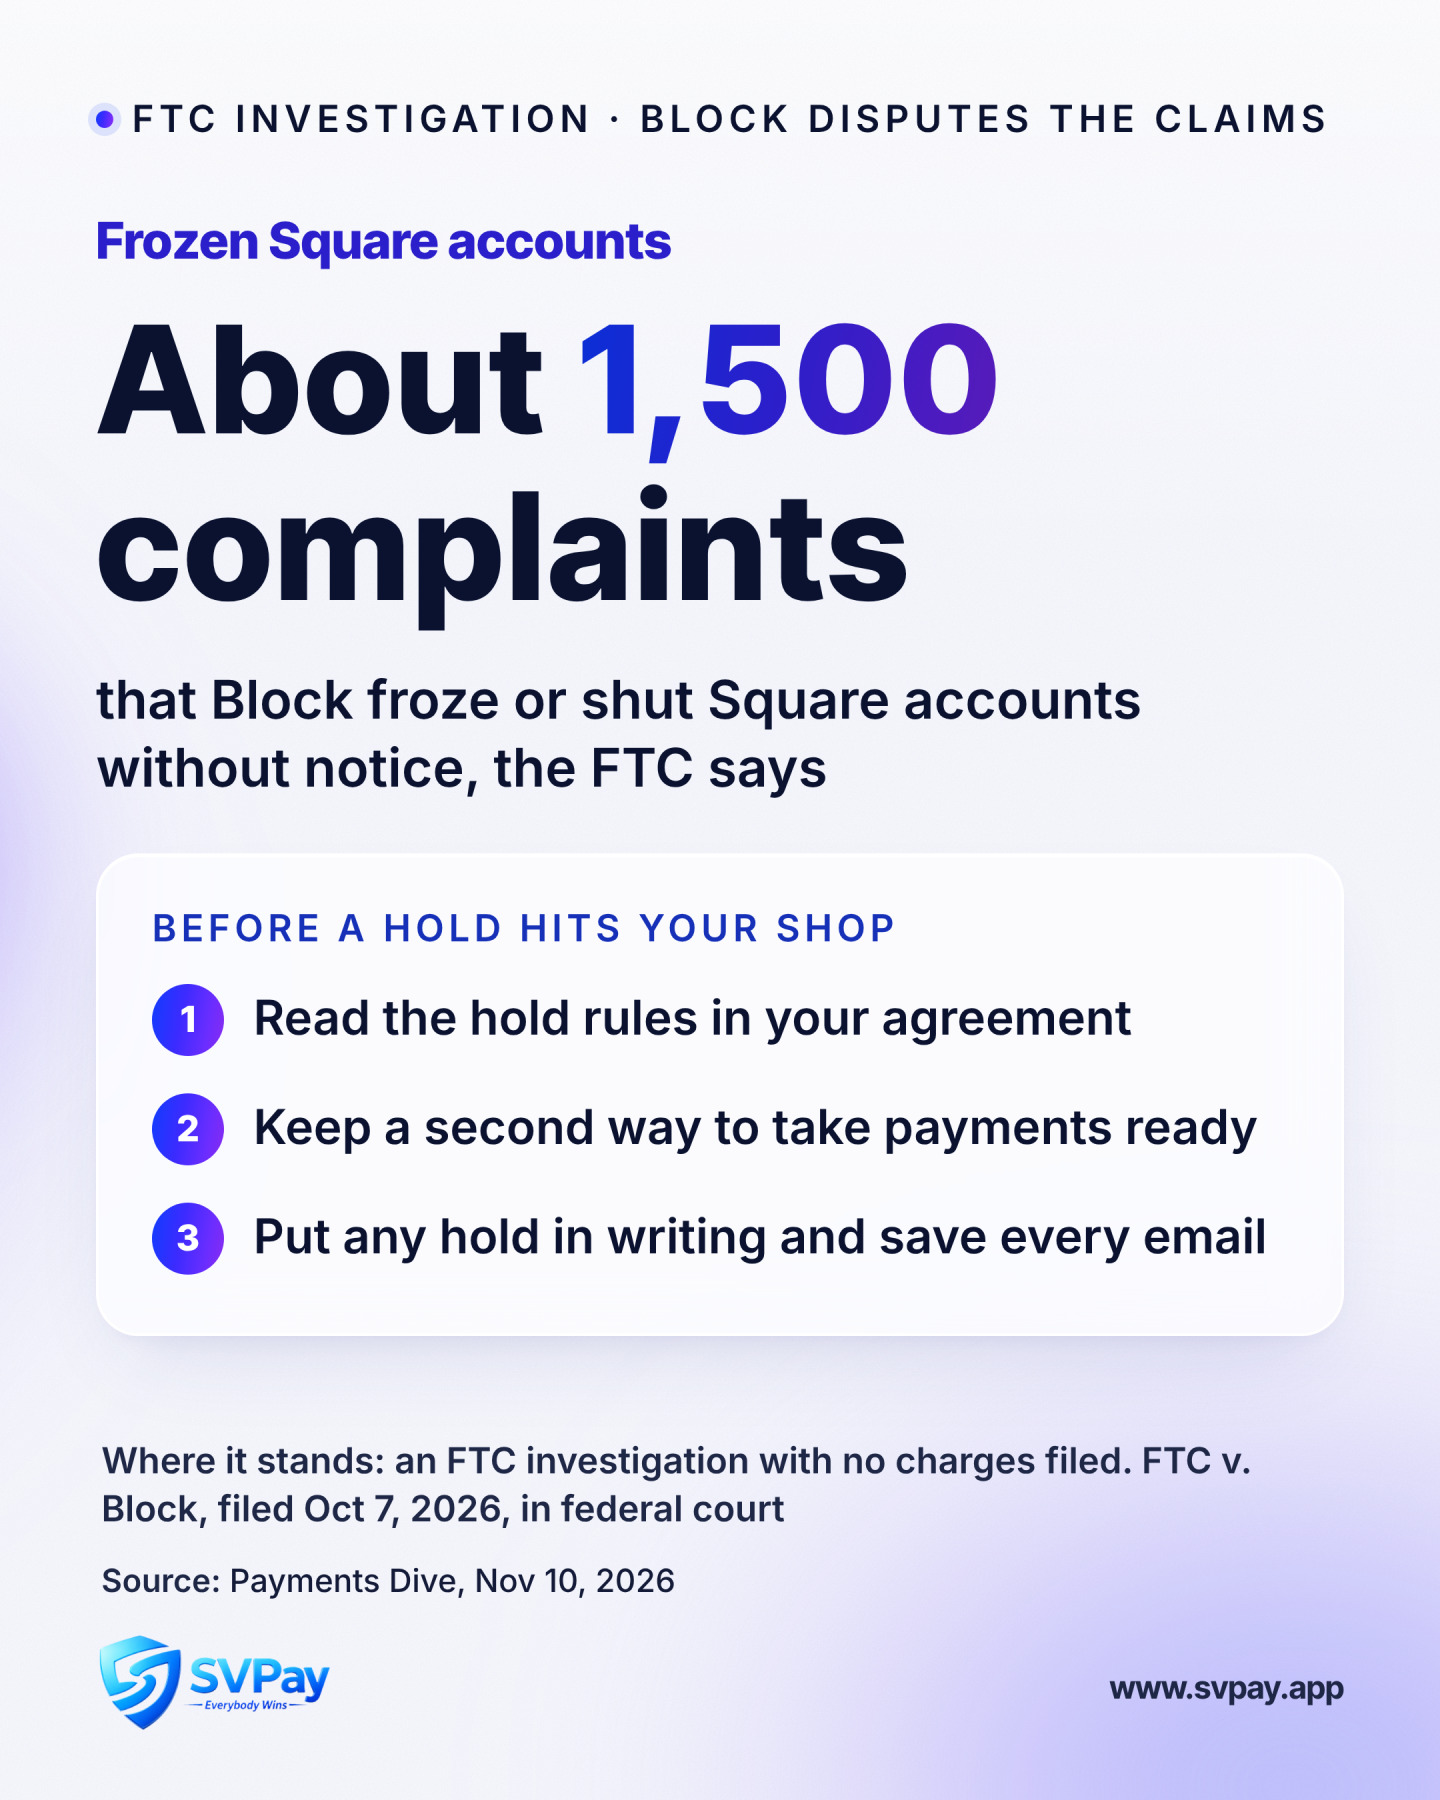 FTC INVESTIGATION · BLOCK DISPUTES THE CLAIMS
Frozen Square accounts
About 1,500
complaints
that Block froze or shut Square accounts
without notice, the FTC says
BEFORE A HOLD HITS YOUR SHOP
1 Read the hold rules in your agreement
2 Keep a second way to take payments ready
3 Put any hold in writing and save every email
Where it stands: an FTC investigation with no charges filed. FTC v.
Block, filed Oct 7, 2026, in federal court
Source: Payments Dive, Nov 10, 2026
SVPay
Everybody Wins
www.svpay.app